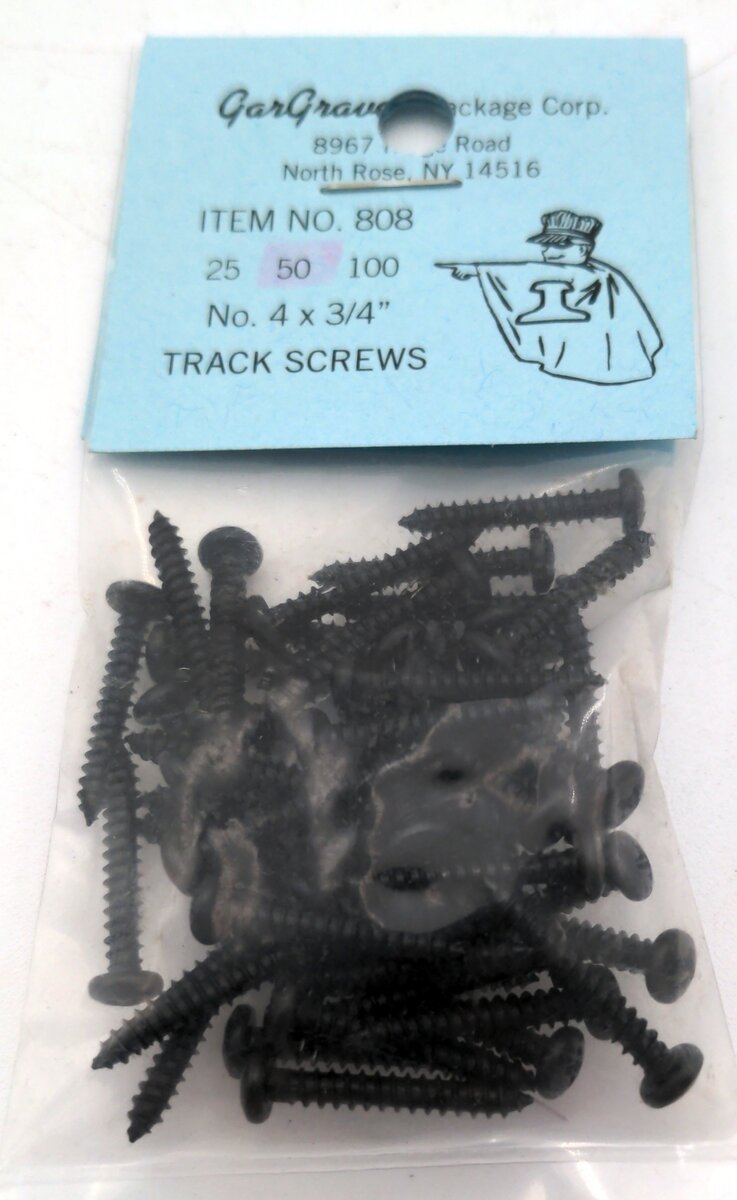 GarGrave ackage Corp.
8967 Road
North Rose, NY 14516
ITEM NO. 808
25 50 100
No. 4 x 3/4”
TRACK SCREWS